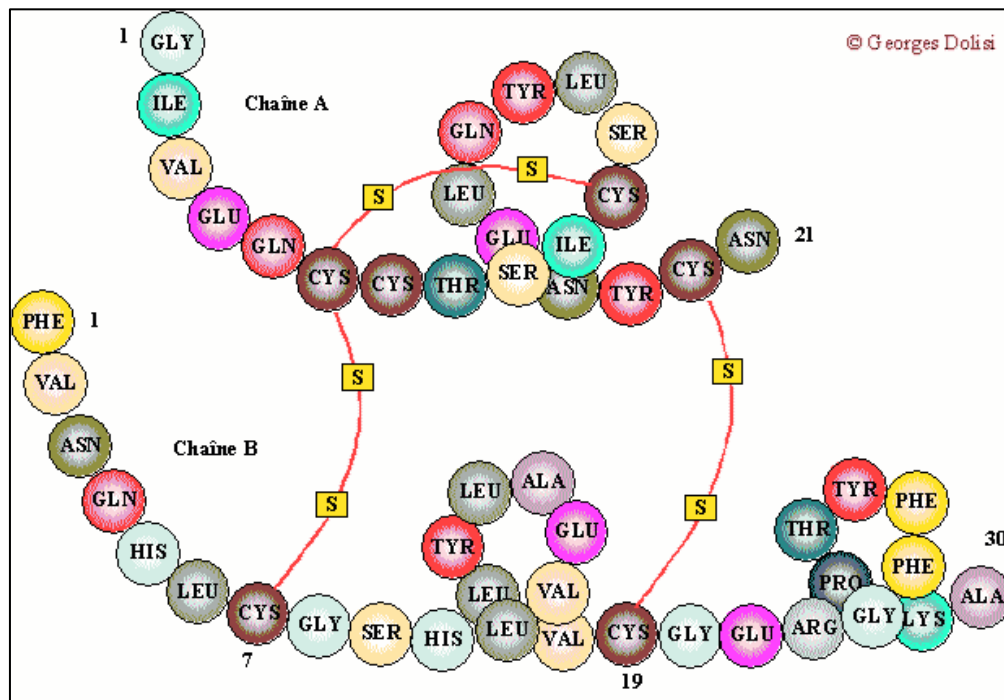 © Georges Dolisi
Chaîne A
1
GLY
ILE
VAL
GLU
GLN
CYS
CYS
THR
SER
ILE
CYS
SER
LEU
TYR
GLN
LEU
GLU
ASN
TYR
CYS
ASN
21
S
S
S
S
S
S
Chaîne B
1
PHE
VAL
ASN
GLN
HIS
LEU
CYS
7
GLY
SER
HIS
LEU
VAL
GLU
ALA
LEU
TYR
LEU
VAL
CYS
19
GLY
GLU
ARG
GLY
PHE
PHE
TYR
THR
PRO
LYS
ALA
30